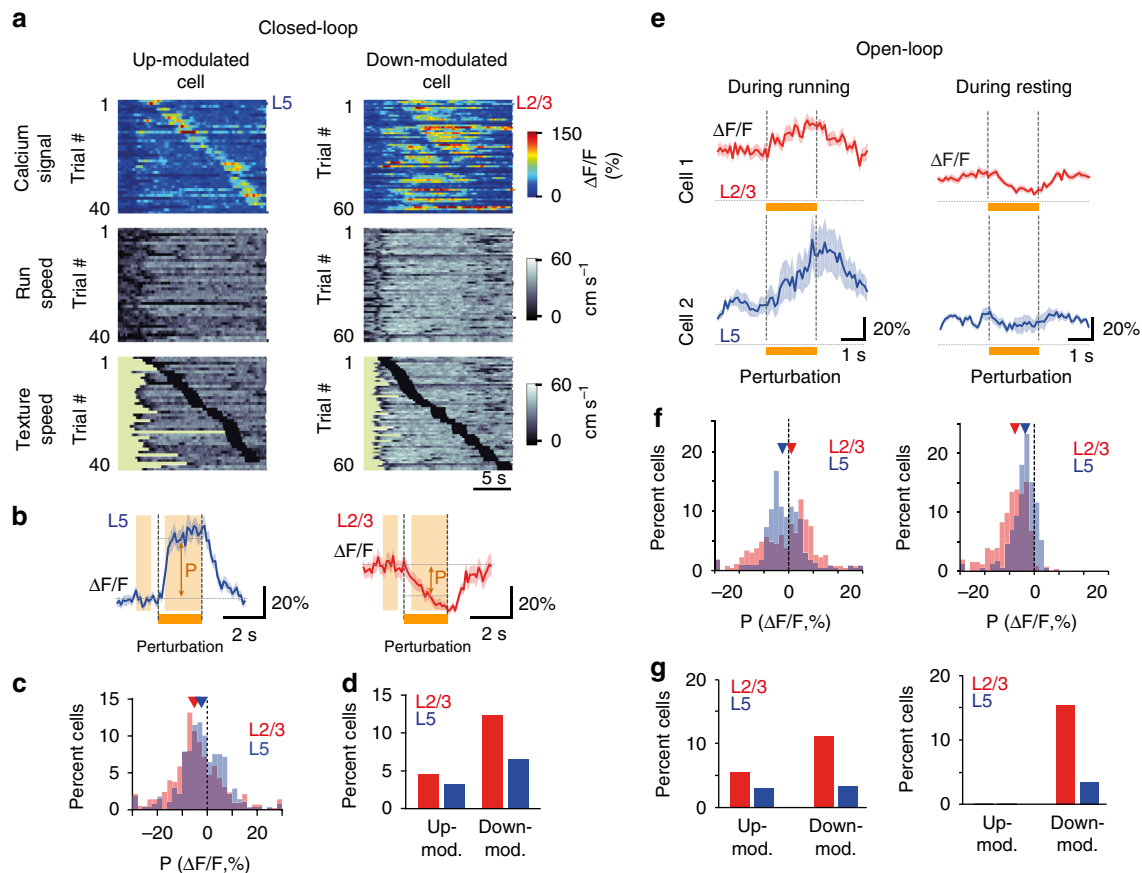 a
Closed-loop
Up-modulated cell
Down-modulated cell
Calcium signal
Trial #
1
40
L5
Trial #
1
60
L2/3
150
0
ΔF/F (%)
Run speed
Trial #
1
40
Trial #
1
60
60
0
cm s⁻¹
Texture speed
Trial #
1
40
Trial #
1
60
60
0
cm s⁻¹
5 s
b
L5
ΔF/F
P
20%
2 s
Perturbation
L2/3
ΔF/F
P
20%
2 s
Perturbation
c
Percent cells
15
10
5
0
L2/3
L5
−20
0
20
P (ΔF/F,%)
d
Percent cells
15
10
5
0
L2/3
L5
Up-mod.
Down-mod.
e
Open-loop
During running
During resting
Cell 1
ΔF/F
L2/3
ΔF/F
Cell 2
L5
20%
1 s
20%
1 s
Perturbation
Perturbation
f
Percent cells
20
10
0
L2/3
L5
−20
0
20
P (ΔF/F,%)
Percent cells
20
10
0
L2/3
L5
−20
0
20
P (ΔF/F,%)
g
Percent cells
20
10
0
L2/3
L5
Up-mod.
Down-mod.
Percent cells
20
10
0
L2/3
L5
Up-mod.
Down-mod.